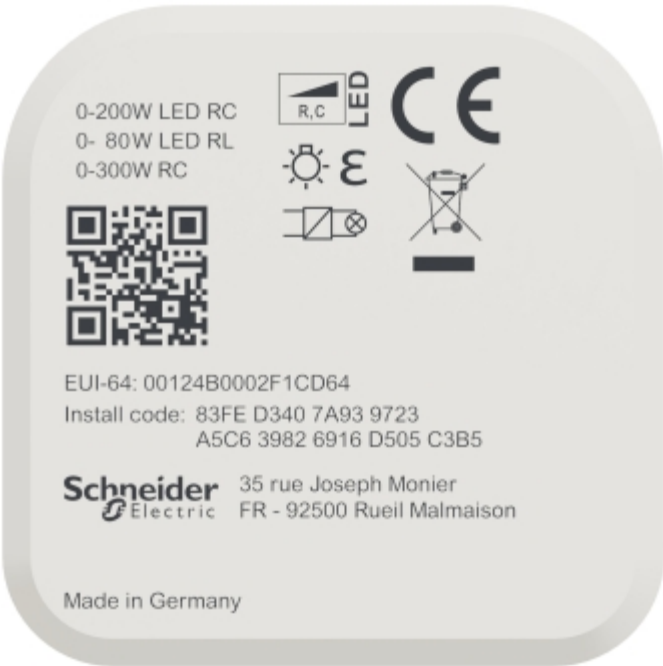 0-200W LED RC
0- 80W LED RL
0-300W RC
R,C
LED
CE
ε
EUI-64: 00124B0002F1CD64
Install code: 83FE D340 7A93 9723
A5C6 3982 6916 D505 C3B5
Schneider Electric
35 rue Joseph Monier
FR - 92500 Rueil Malmaison
Made in Germany